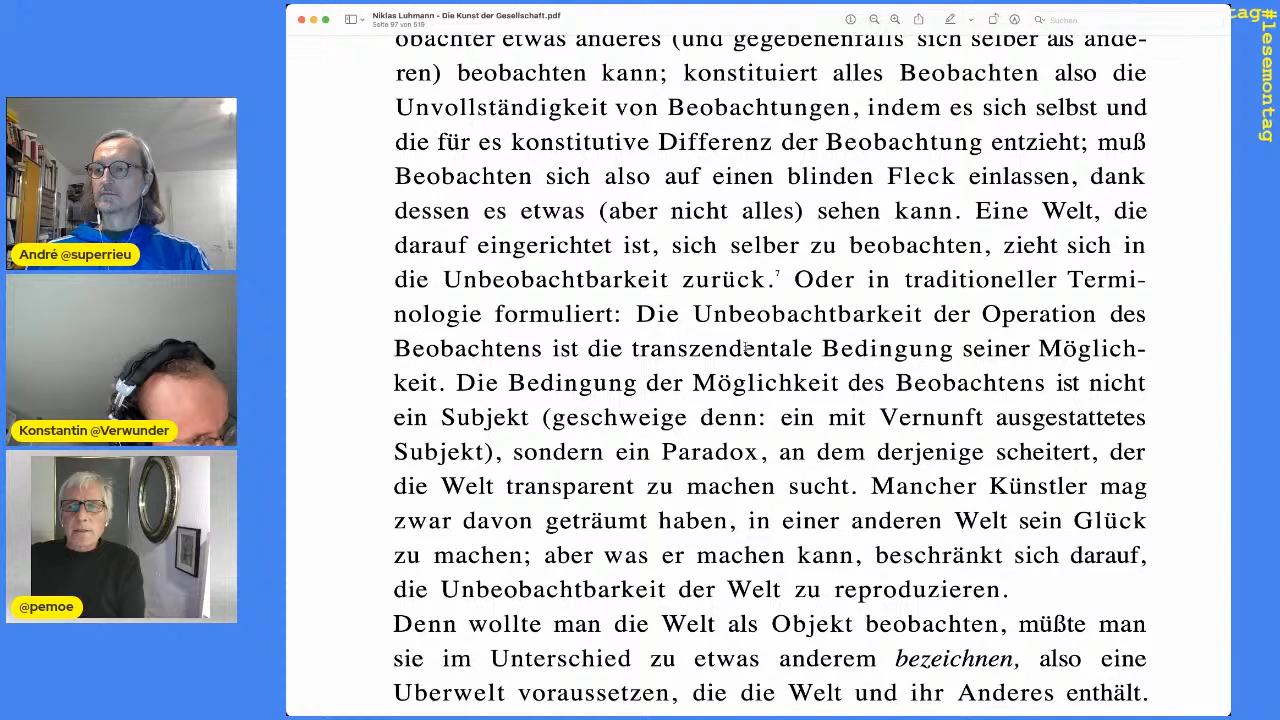 Niklas Luhmann - Die Kunst der Gesellschaft.pdf
Seite 97 von 519
Suchen
tag#lesemontag
André @superrieu
Konstantin @Verwunder
@pemoe
obachter etwas anderes (und gegebenenfalls sich selber als ande-
ren) beobachten kann; konstituiert alles Beobachten also die
Unvollständigkeit von Beobachtungen, indem es sich selbst und
die für es konstitutive Differenz der Beobachtung entzieht; muß
Beobachten sich also auf einen blinden Fleck einlassen, dank
dessen es etwas (aber nicht alles) sehen kann. Eine Welt, die
darauf eingerichtet ist, sich selber zu beobachten, zieht sich in
die Unbeobachtbarkeit zurück.⁷ Oder in traditioneller Termi-
nologie formuliert: Die Unbeobachtbarkeit der Operation des
Beobachtens ist die transzendentale Bedingung seiner Möglich-
keit. Die Bedingung der Möglichkeit des Beobachtens ist nicht
ein Subjekt (geschweige denn: ein mit Vernunft ausgestattetes
Subjekt), sondern ein Paradox, an dem derjenige scheitert, der
die Welt transparent zu machen sucht. Mancher Künstler mag
zwar davon geträumt haben, in einer anderen Welt sein Glück
zu machen; aber was er machen kann, beschränkt sich darauf,
die Unbeobachtbarkeit der Welt zu reproduzieren.
Denn wollte man die Welt als Objekt beobachten, müßte man
sie im Unterschied zu etwas anderem bezeichnen, also eine
Uberwelt voraussetzen, die die Welt und ihr Anderes enthält.